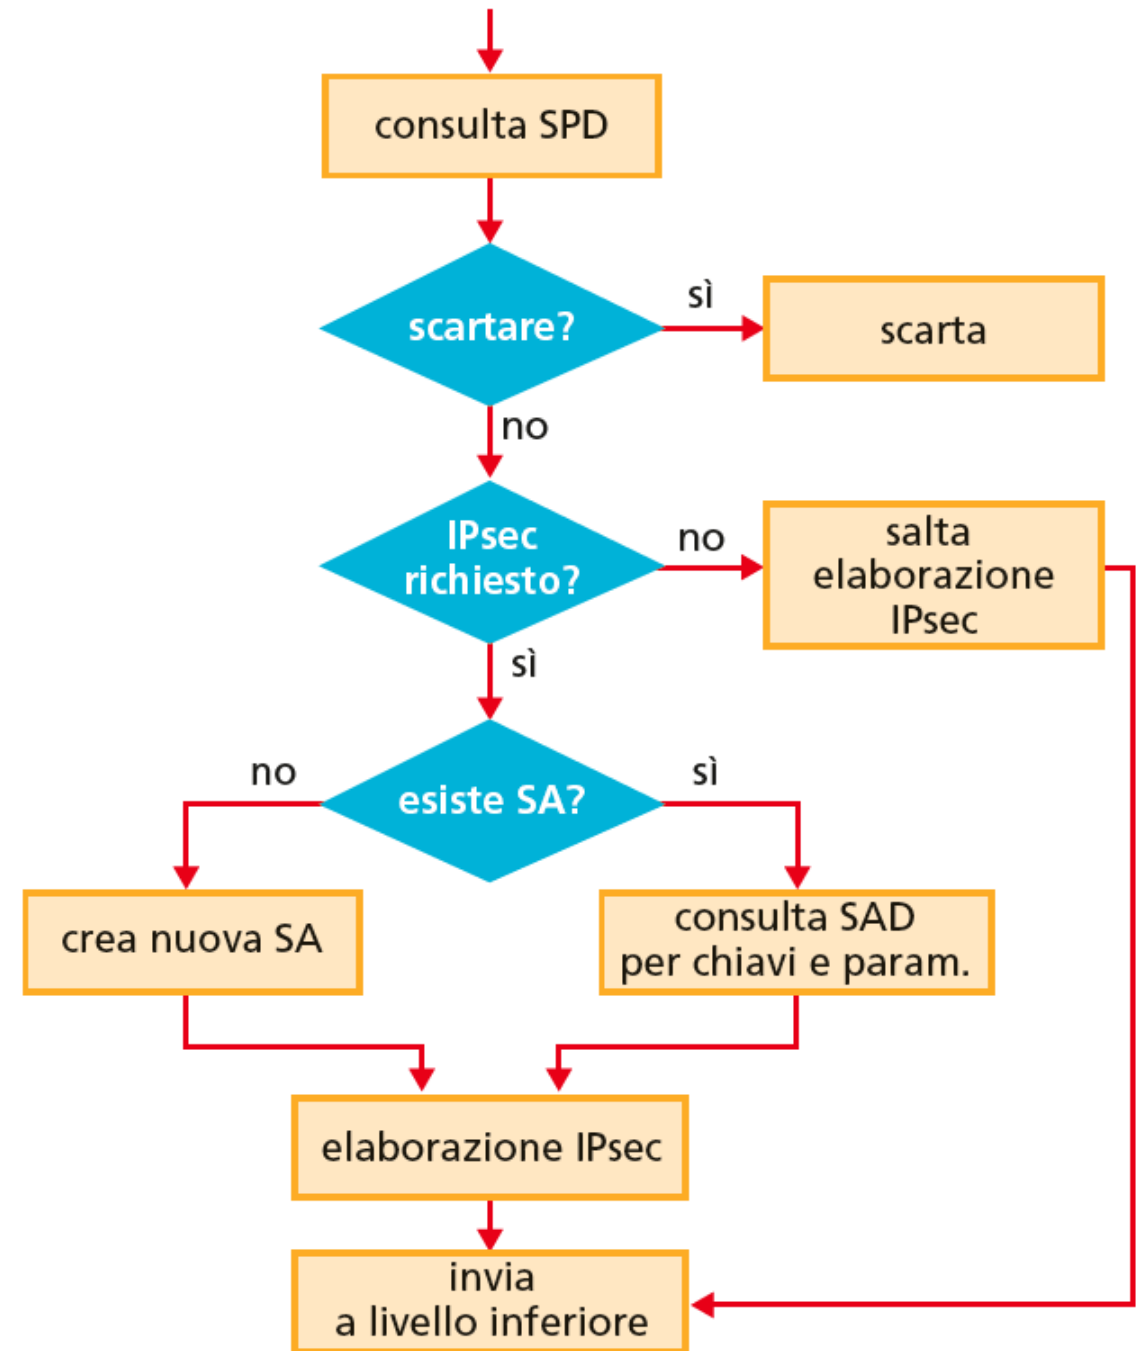 consulta SPD
scartare?
sì
scarta
no
IPsec
richiesto?
no
salta
elaborazione
IPsec
sì
no
esiste SA?
sì
crea nuova SA
consulta SAD
per chiavi e param.
elaborazione IPsec
invia
a livello inferiore